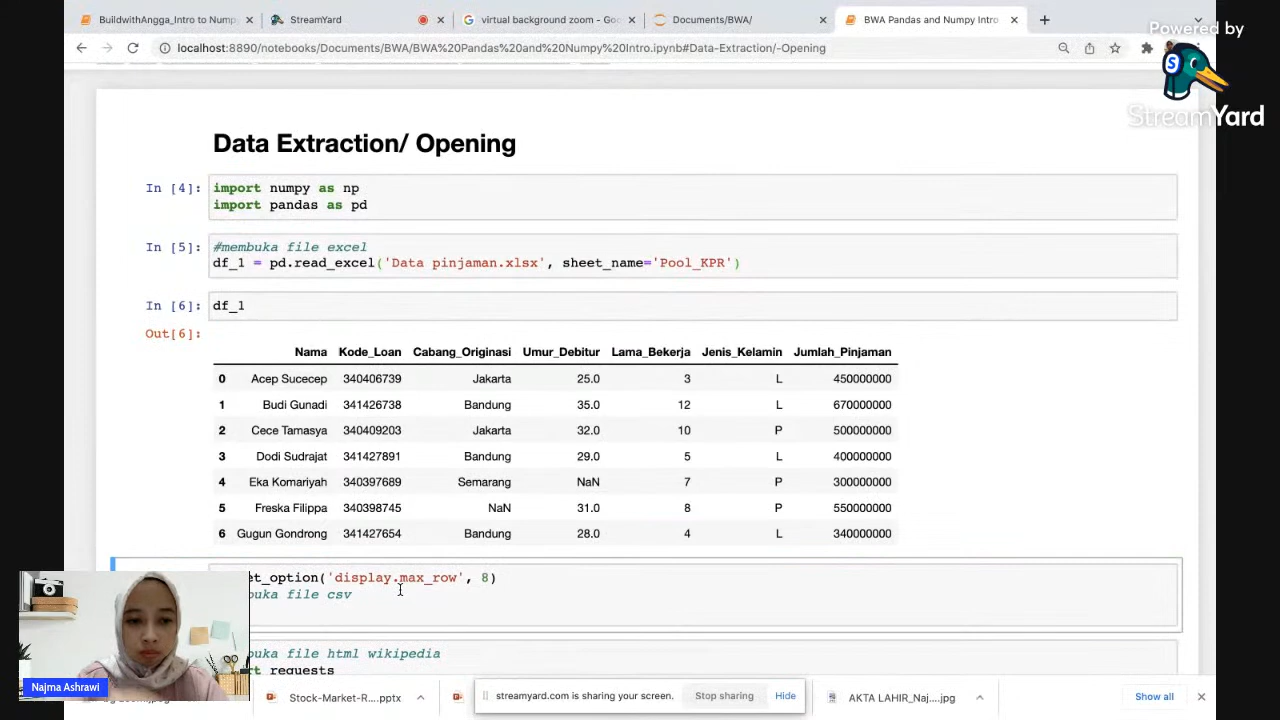 BuildwithAngga_Intro to Nump
StreamYard
virtual background zoom - Goo
Documents/BWA/
BWA Pandas and Numpy Intro
localhost:8890/notebooks/Documents/BWA/BWA%20Pandas%20and%20Numpy%20Intro.ipynb#Data-Extraction/-Opening
Powered by
S
StreamYard
Data Extraction/ Opening
In [4]: import numpy as np
import pandas as pd
In [5]: #membuka file excel
df_1 = pd.read_excel('Data pinjaman.xlsx', sheet_name='Pool_KPR')
In [6]: df_1
Out[6]:
Nama Kode_Loan Cabang_Originasi Umur_Debitur Lama_Bekerja Jenis_Kelamin Jumlah_Pinjaman
0 Acep Sucecep 340406739 Jakarta 25.0 3 L 450000000
1 Budi Gunadi 341426738 Bandung 35.0 12 L 670000000
2 Cece Tamasya 340409203 Jakarta 32.0 10 P 500000000
3 Dodi Sudrajat 341427891 Bandung 29.0 5 L 400000000
4 Eka Komariyah 340397689 Semarang NaN 7 P 300000000
5 Freska Filippa 340398745 NaN 31.0 8 P 550000000
6 Gugun Gondrong 341427654 Bandung 28.0 4 L 340000000
et_option('display.max_row', 8)
buka file csv
buka file html wikipedia
rt requests
Najma Ashrawi
Stock-Market-R....pptx
streamyard.com is sharing your screen. Stop sharing Hide
AKTA LAHIR_Naj....jpg
Show all